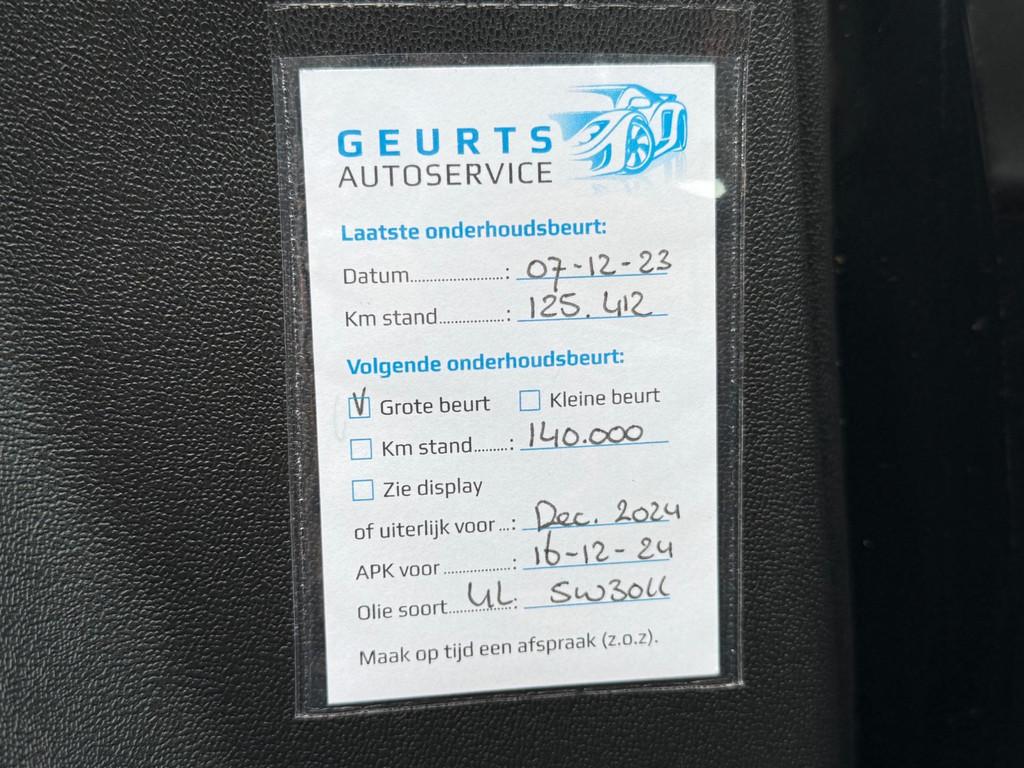 GEURTS
AUTOSERVICE
Laatste onderhoudsbeurt:
Datum......................: 07-12-23
Km stand................: 125.412
Volgende onderhoudsbeurt:
V Grote beurt Kleine beurt
Km stand.........: 140.000
Zie display
of uiterlijk voor...: Dec. 2024
APK voor ................: 16-12-24
Olie soort...............: 4L 5W30LL
Maak op tijd een afspraak (z.o.z).